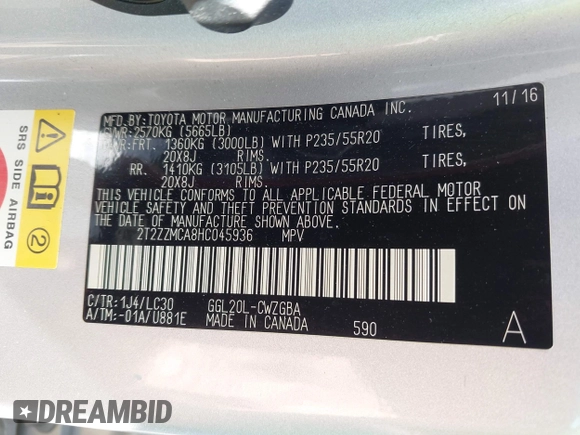 MFD.BY:TOYOTA MOTOR MANUFACTURING CANADA INC. 11/16
GVWR:2570KG (5665LB)
GAWR:FRT. 1360KG (3000LB) WITH P235/55R20 TIRES,
20X8J RIMS.
RR. 1410KG (3105LB) WITH P235/55R20 TIRES,
20X8J RIMS.
THIS VEHICLE CONFORMS TO ALL APPLICABLE FEDERAL MOTOR
VEHICLE SAFETY AND THEFT PREVENTION STANDARDS IN EFFECT ON
THE DATE OF MANUFACTURE SHOWN ABOVE.
2T2ZZMCA8HC045936 MPV
C/TR:1J4/LC30 GGL20L-CWZGBA
A/TM:-01A/U881E MADE IN CANADA 590 A
SRS SIDE AIRBAG
2
DREAMBID